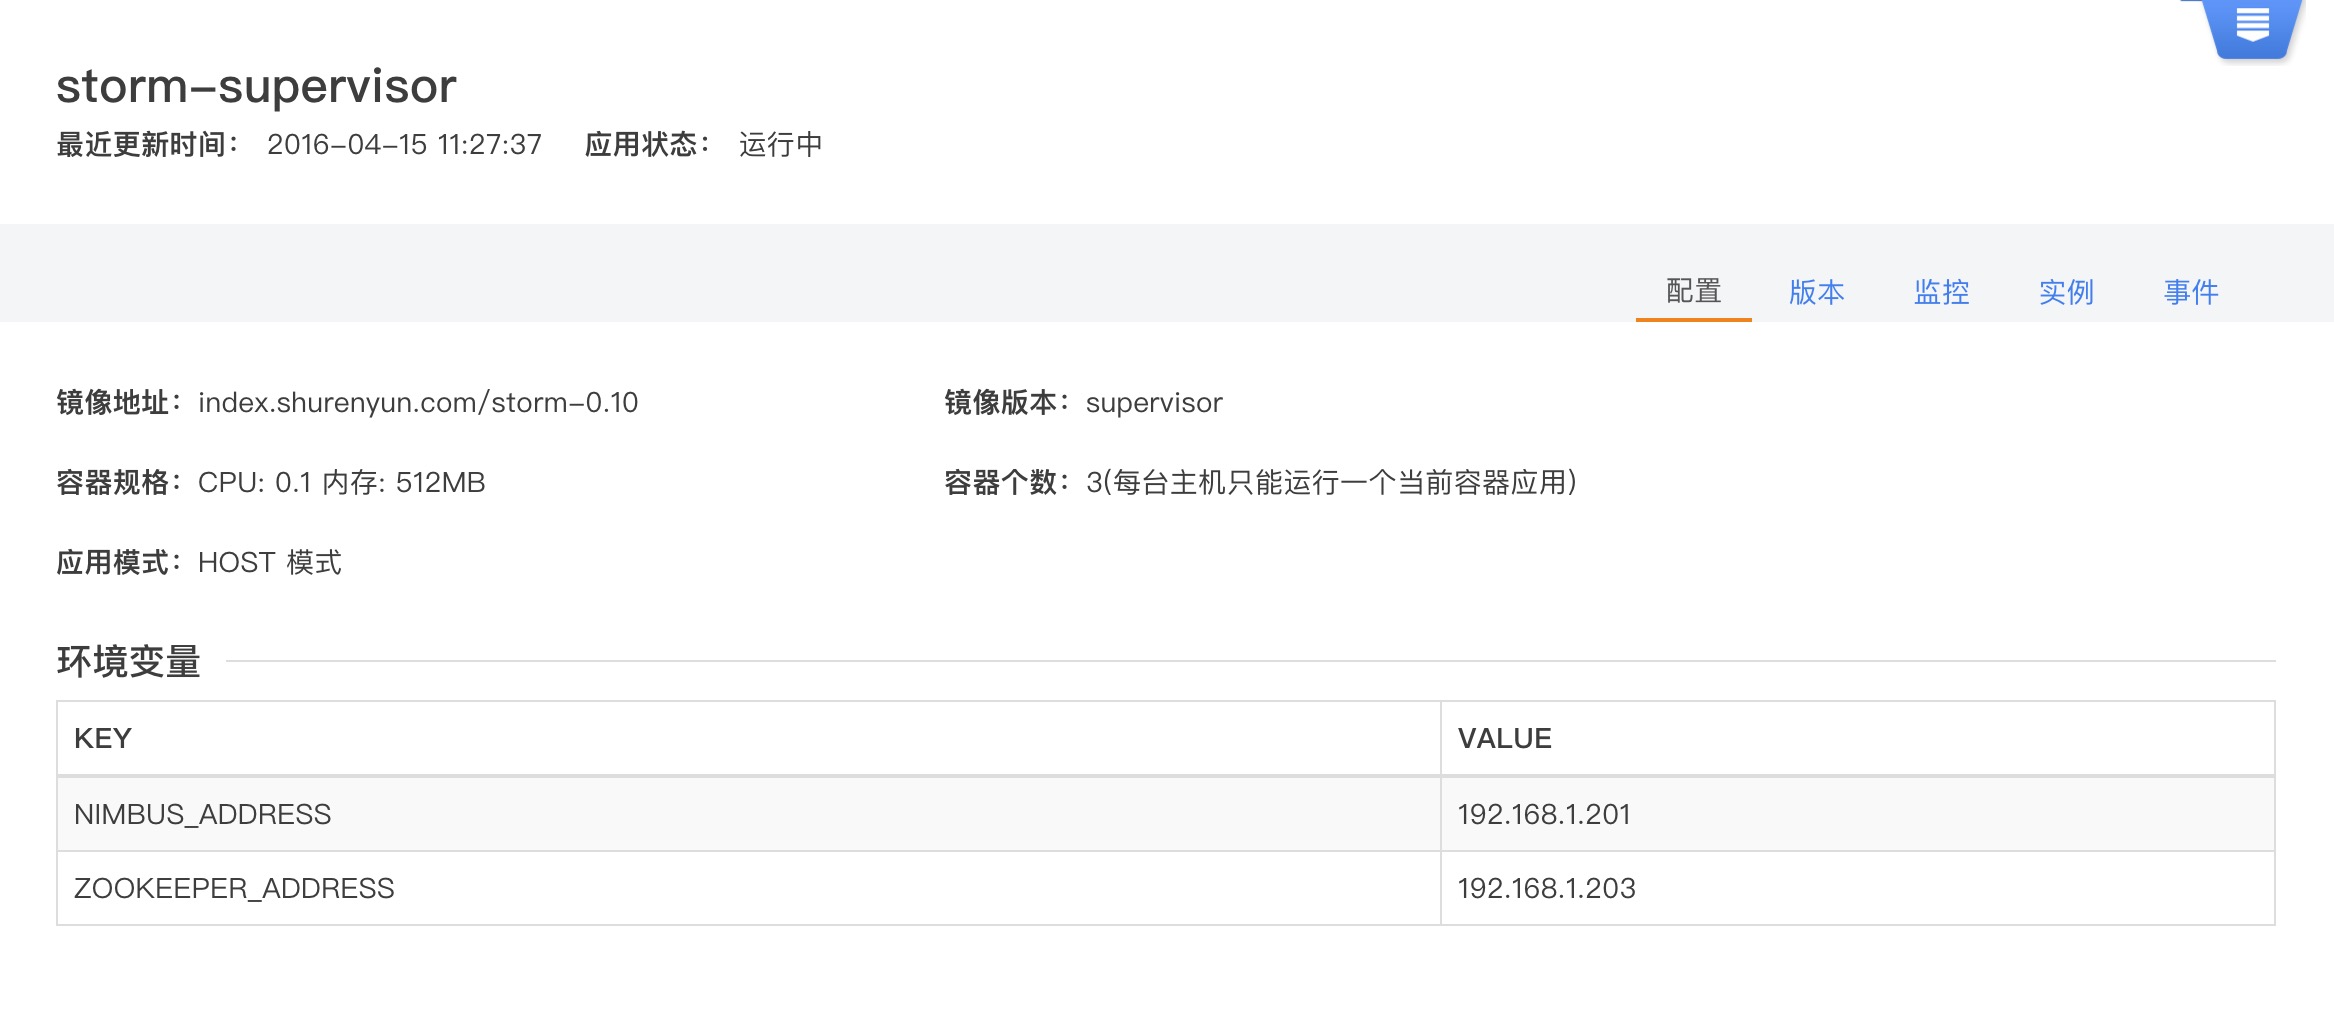 storm-supervisor
最近更新时间： 2016-04-15 11:27:37 应用状态： 运行中
配置 版本 监控 实例 事件
镜像地址：index.shurenyun.com/storm-0.10 镜像版本：supervisor
容器规格：CPU: 0.1 内存: 512MB 容器个数：3(每台主机只能运行一个当前容器应用)
应用模式：HOST 模式
环境变量
KEY VALUE
NIMBUS_ADDRESS 192.168.1.201
ZOOKEEPER_ADDRESS 192.168.1.203